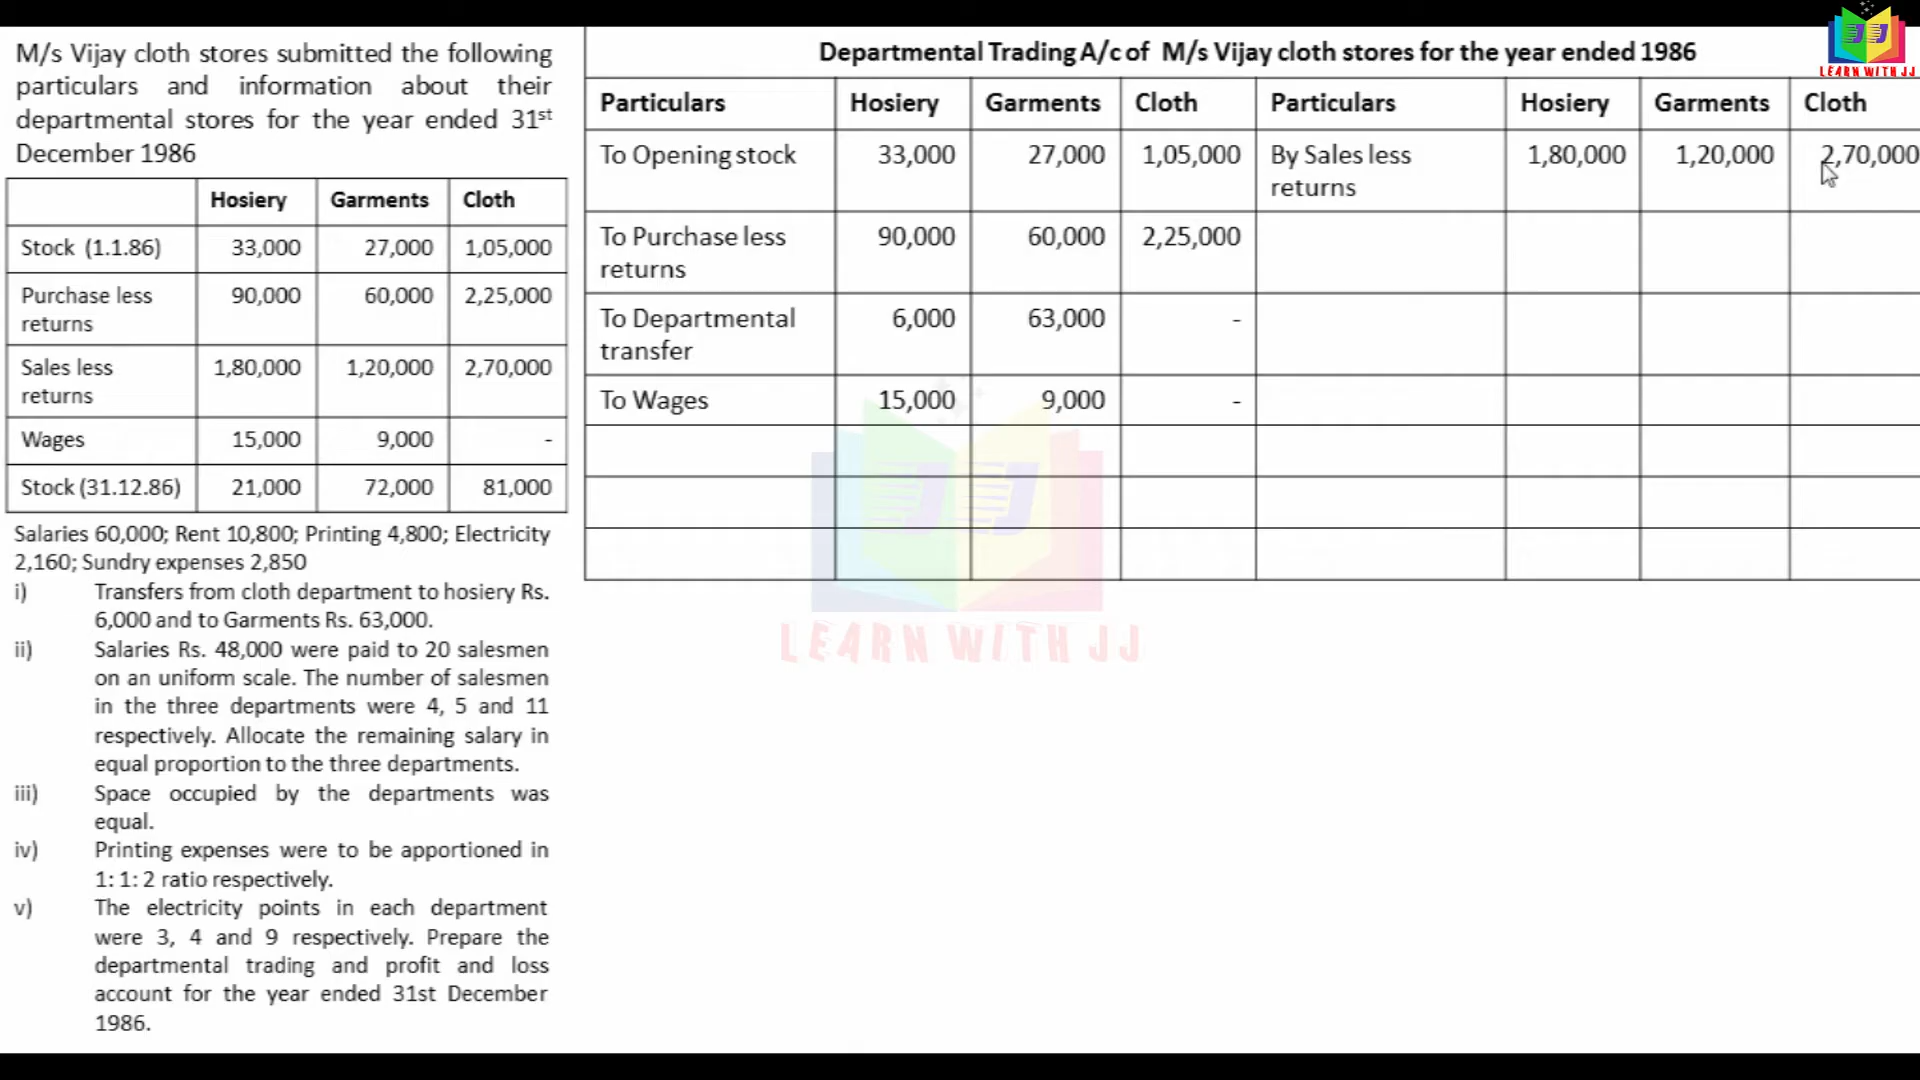 M/s Vijay cloth stores submitted the following
particulars and information about their
departmental stores for the year ended 31st
December 1986
Hosiery Garments Cloth
Stock (1.1.86) 33,000 27,000 1,05,000
Purchase less
returns 90,000 60,000 2,25,000
Sales less
returns 1,80,000 1,20,000 2,70,000
Wages 15,000 9,000 -
Stock (31.12.86) 21,000 72,000 81,000
Salaries 60,000; Rent 10,800; Printing 4,800; Electricity
2,160; Sundry expenses 2,850
i) Transfers from cloth department to hosiery Rs.
6,000 and to Garments Rs. 63,000.
ii) Salaries Rs. 48,000 were paid to 20 salesmen
on an uniform scale. The number of salesmen
in the three departments were 4, 5 and 11
respectively. Allocate the remaining salary in
equal proportion to the three departments.
iii) Space occupied by the departments was
equal.
iv) Printing expenses were to be apportioned in
1: 1: 2 ratio respectively.
v) The electricity points in each department
were 3, 4 and 9 respectively. Prepare the
departmental trading and profit and loss
account for the year ended 31st December
1986.
Departmental Trading A/c of M/s Vijay cloth stores for the year ended 1986
Particulars Hosiery Garments Cloth Particulars Hosiery Garments Cloth
To Opening stock 33,000 27,000 1,05,000 By Sales less
returns 1,80,000 1,20,000 2,70,000
To Purchase less
returns 90,000 60,000 2,25,000
To Departmental
transfer 6,000 63,000 -
To Wages 15,000 9,000 -
JJ
LEARN WITH JJ
JJ
LEARN WITH JJ